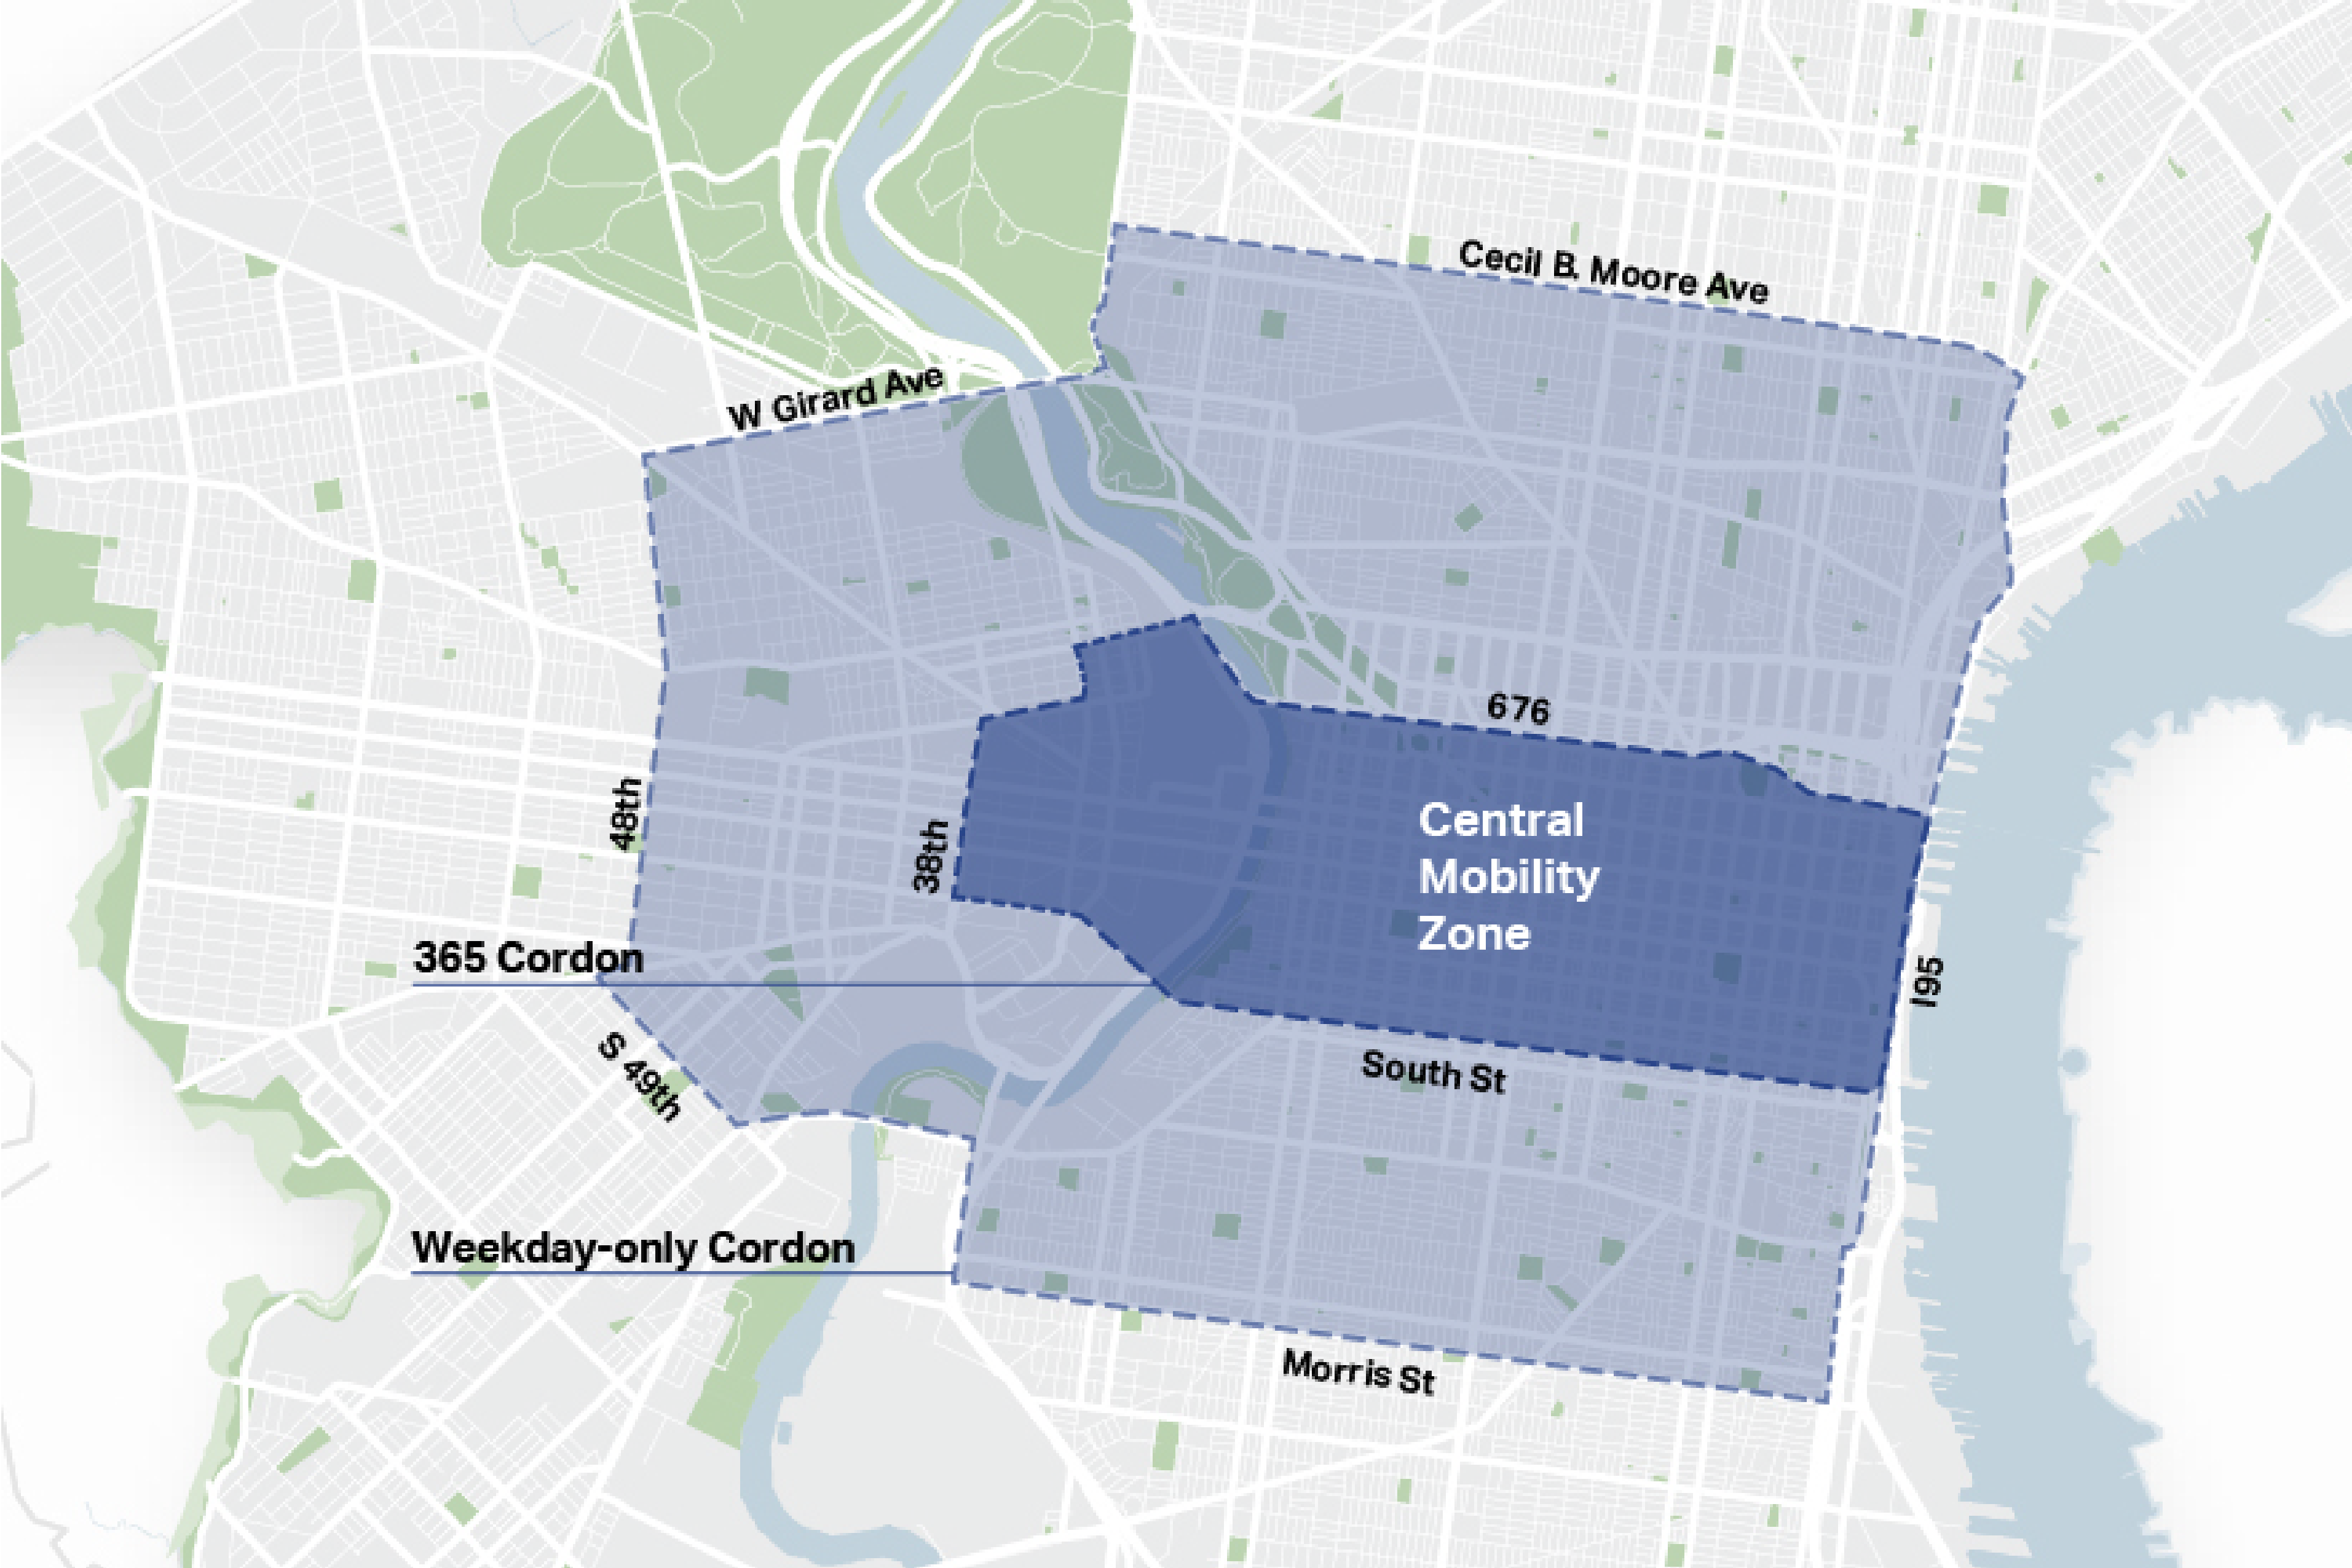 Cecil B. Moore Ave
W Girard Ave
676
48th
38th
Central
Mobility
Zone
365 Cordon
I95
S 49th
South St
Weekday-only Cordon
Morris St